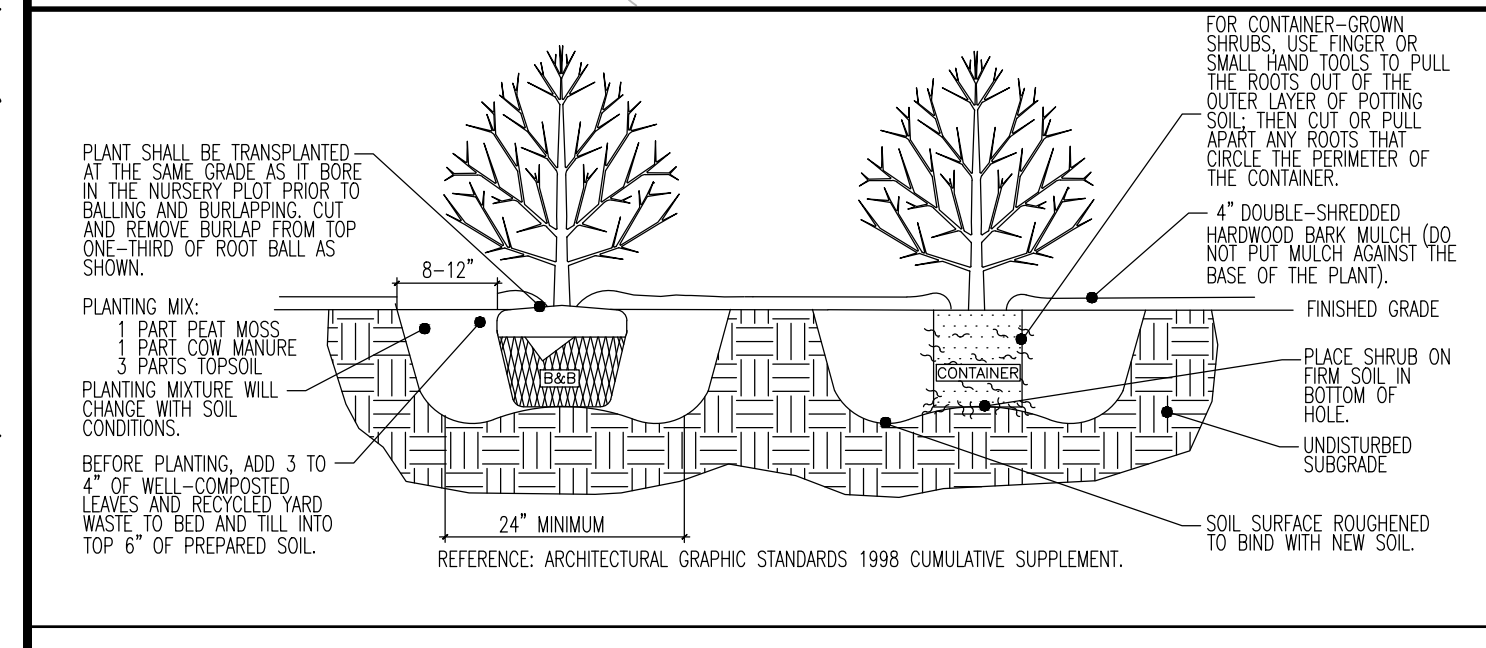 PLANT SHALL BE TRANSPLANTED
AT THE SAME GRADE AS IT BORE
IN THE NURSERY PLOT PRIOR TO
BALLING AND BURLAPPING. CUT
AND REMOVE BURLAP FROM TOP
ONE-THIRD OF ROOT BALL AS
SHOWN.
8-12"
PLANTING MIX:
1 PART PEAT MOSS
1 PART COW MANURE
3 PARTS TOPSOIL
PLANTING MIXTURE WILL
CHANGE WITH SOIL
CONDITIONS.
BEFORE PLANTING, ADD 3 TO
4" OF WELL-COMPOSTED
LEAVES AND RECYCLED YARD
WASTE TO BED AND TILL INTO
TOP 6" OF PREPARED SOIL.
B&B
24" MINIMUM
CONTAINER
FOR CONTAINER-GROWN
SHRUBS, USE FINGER OR
SMALL HAND TOOLS TO PULL
THE ROOTS OUT OF THE
OUTER LAYER OF POTTING
SOIL; THEN CUT OR PULL
APART ANY ROOTS THAT
CIRCLE THE PERIMETER OF
THE CONTAINER.
4" DOUBLE-SHREDDED
HARDWOOD BARK MULCH (DO
NOT PUT MULCH AGAINST THE
BASE OF THE PLANT).
FINISHED GRADE
PLACE SHRUB ON
FIRM SOIL IN
BOTTOM OF
HOLE.
UNDISTURBED
SUBGRADE
SOIL SURFACE ROUGHENED
TO BIND WITH NEW SOIL.
REFERENCE: ARCHITECTURAL GRAPHIC STANDARDS 1998 CUMULATIVE SUPPLEMENT.